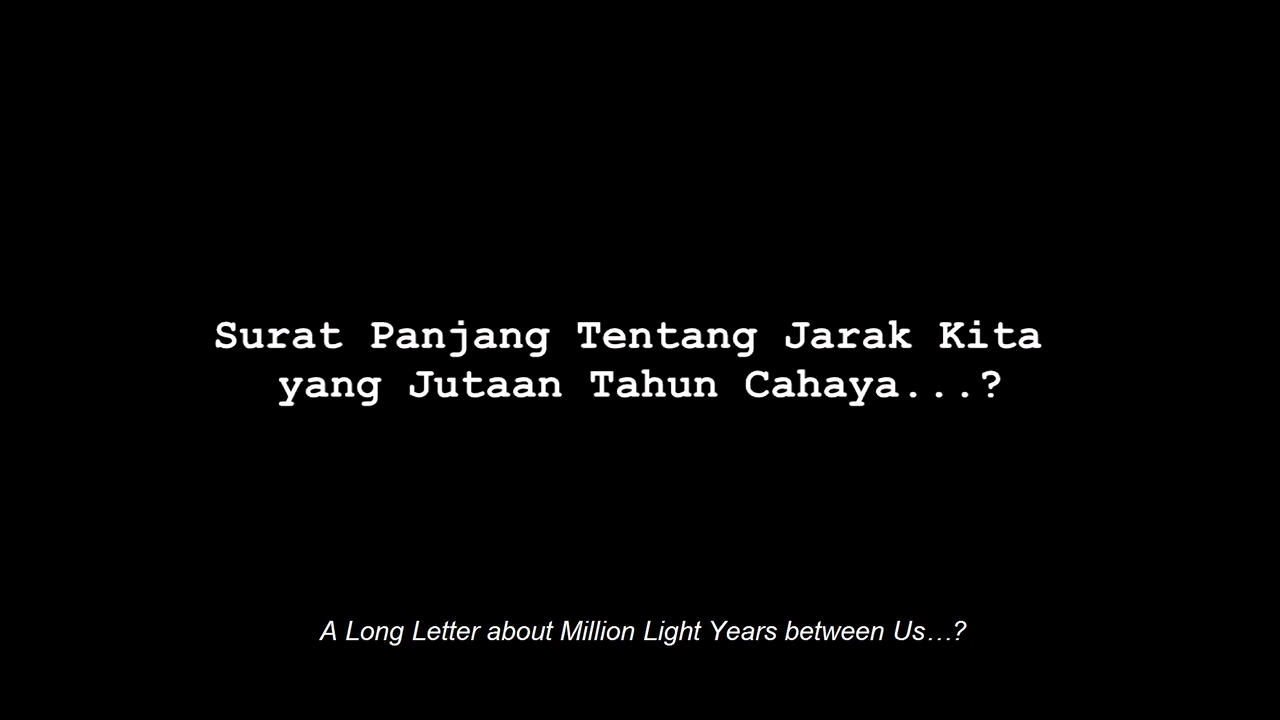 Surat Panjang Tentang Jarak Kita
yang Jutaan Tahun Cahaya...?
A Long Letter about Million Light Years between Us…?